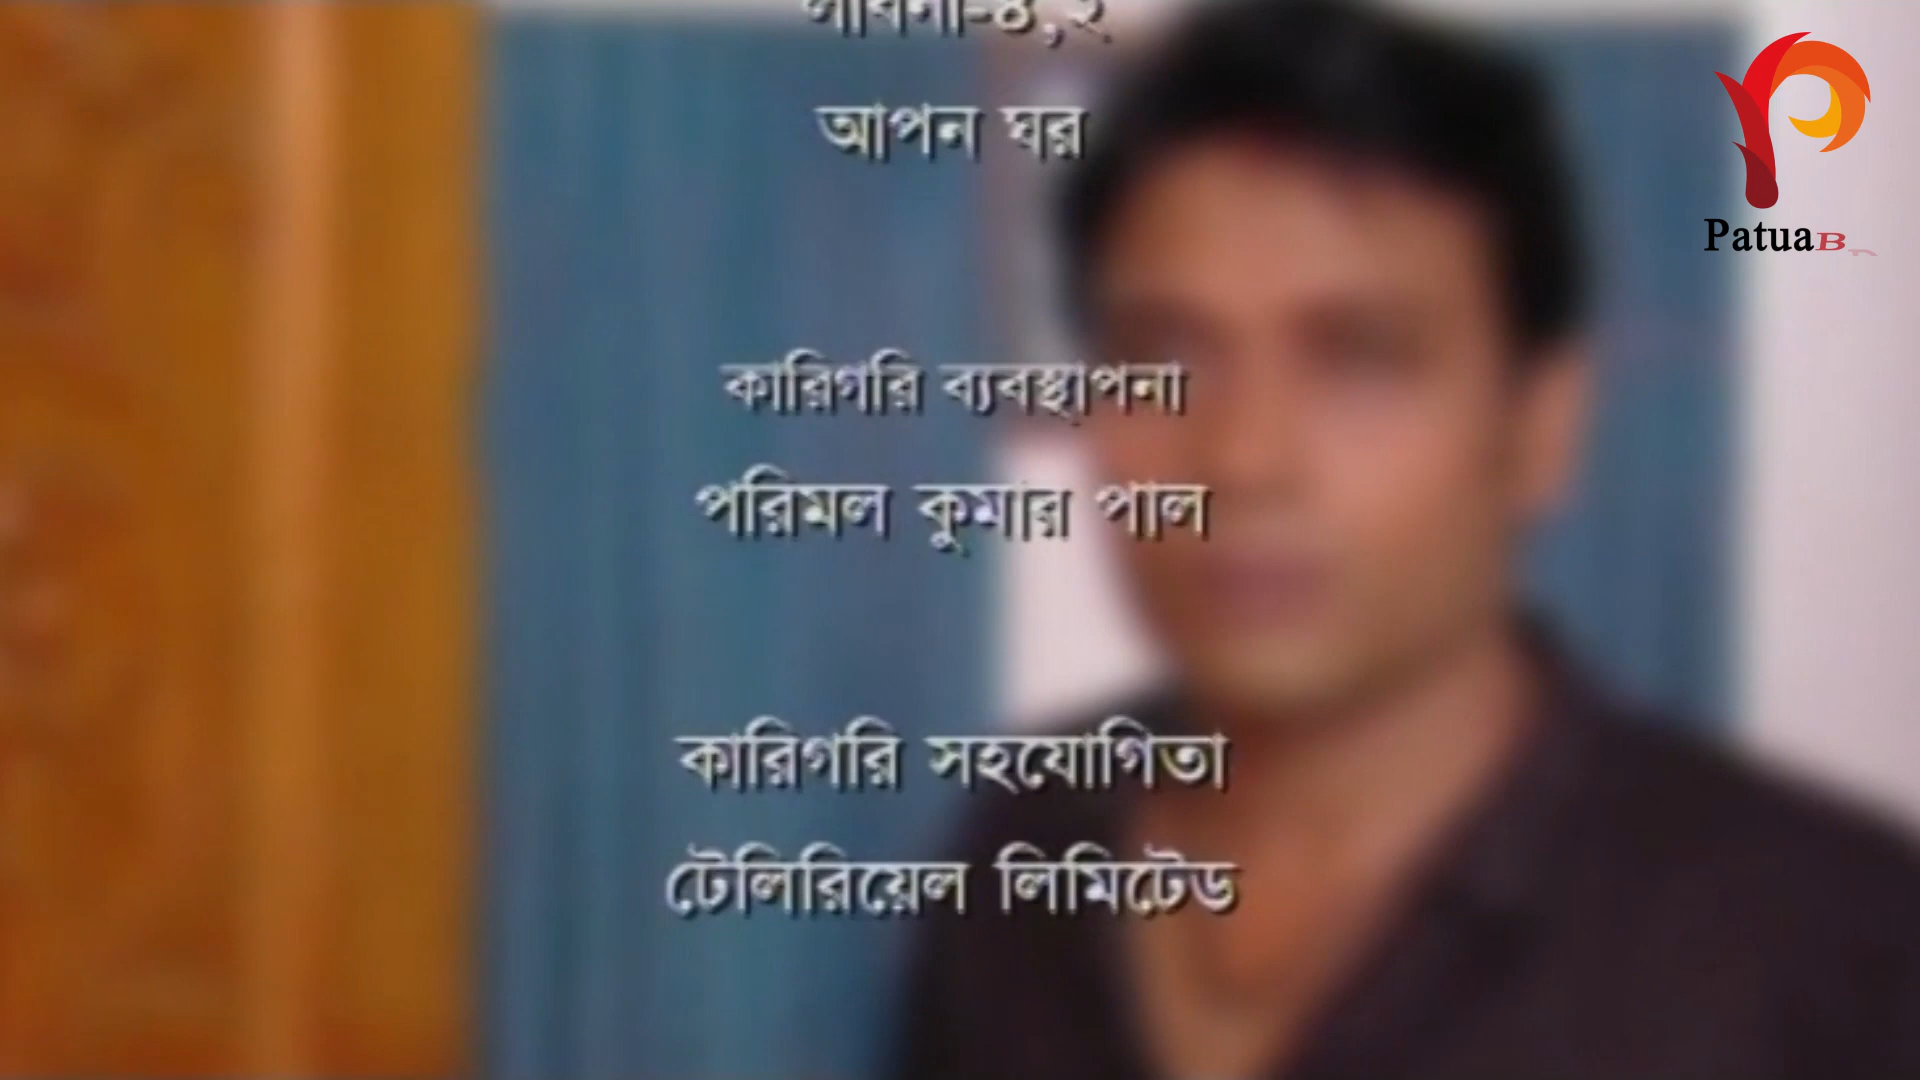 আপন ঘর
কারিগরি ব্যবস্থাপনা
পরিমল কুমার পাল
কারিগরি সহযোগিতা
টেলিরিয়েল লিমিটেড
Patua